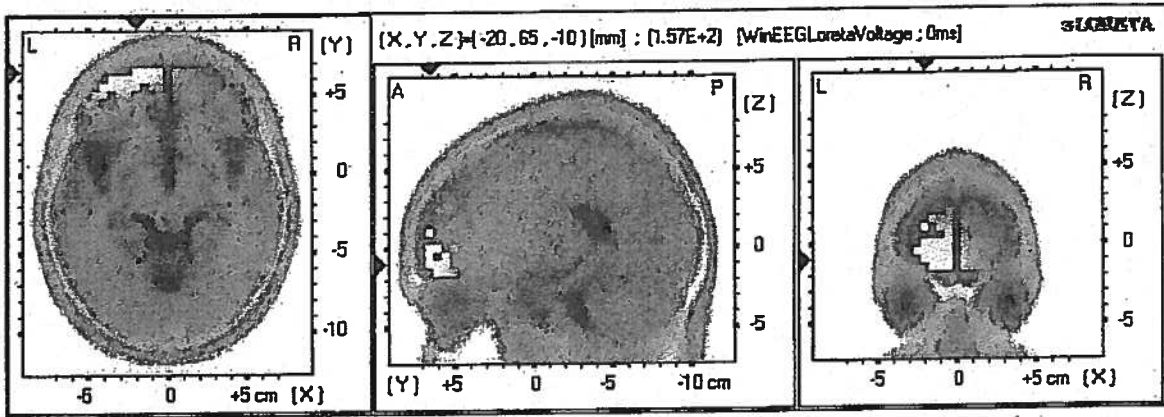 (X,Y,Z)=(-20,65,-10)[mm] ; (1.57E+2) [WinEEGLoretaVoltage ; 0ms]
L R [Y]
+5
0
-5
-10
-5 0 +5 cm [X]
A P [Z]
+5
0
-5
[Y] +5 0 -5 -10 cm
L R [Z]
+5
0
-5
-5 0 +5 cm [X]